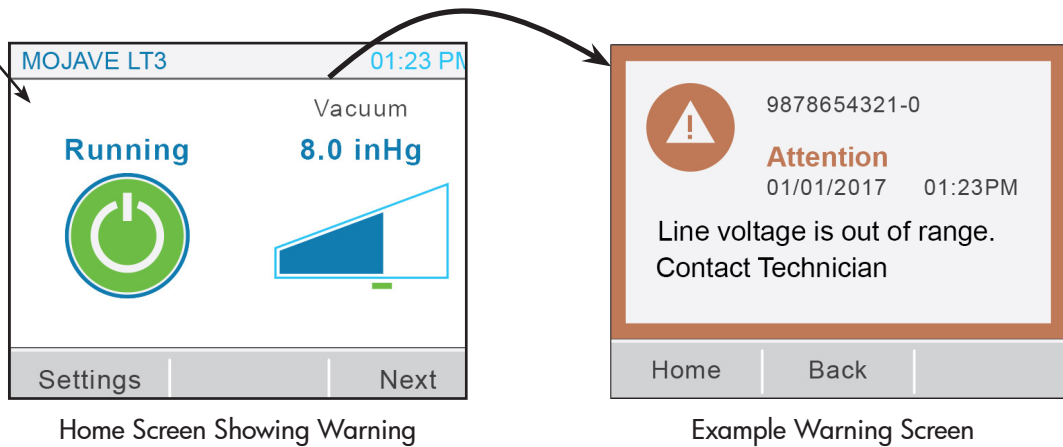 MOJAVE LT3 01:23 PM
Vacuum
Running 8.0 inHg
Settings Next
Home Screen Showing Warning
9878654321-0
Attention
01/01/2017 01:23PM
Line voltage is out of range.
Contact Technician
Home Back
Example Warning Screen